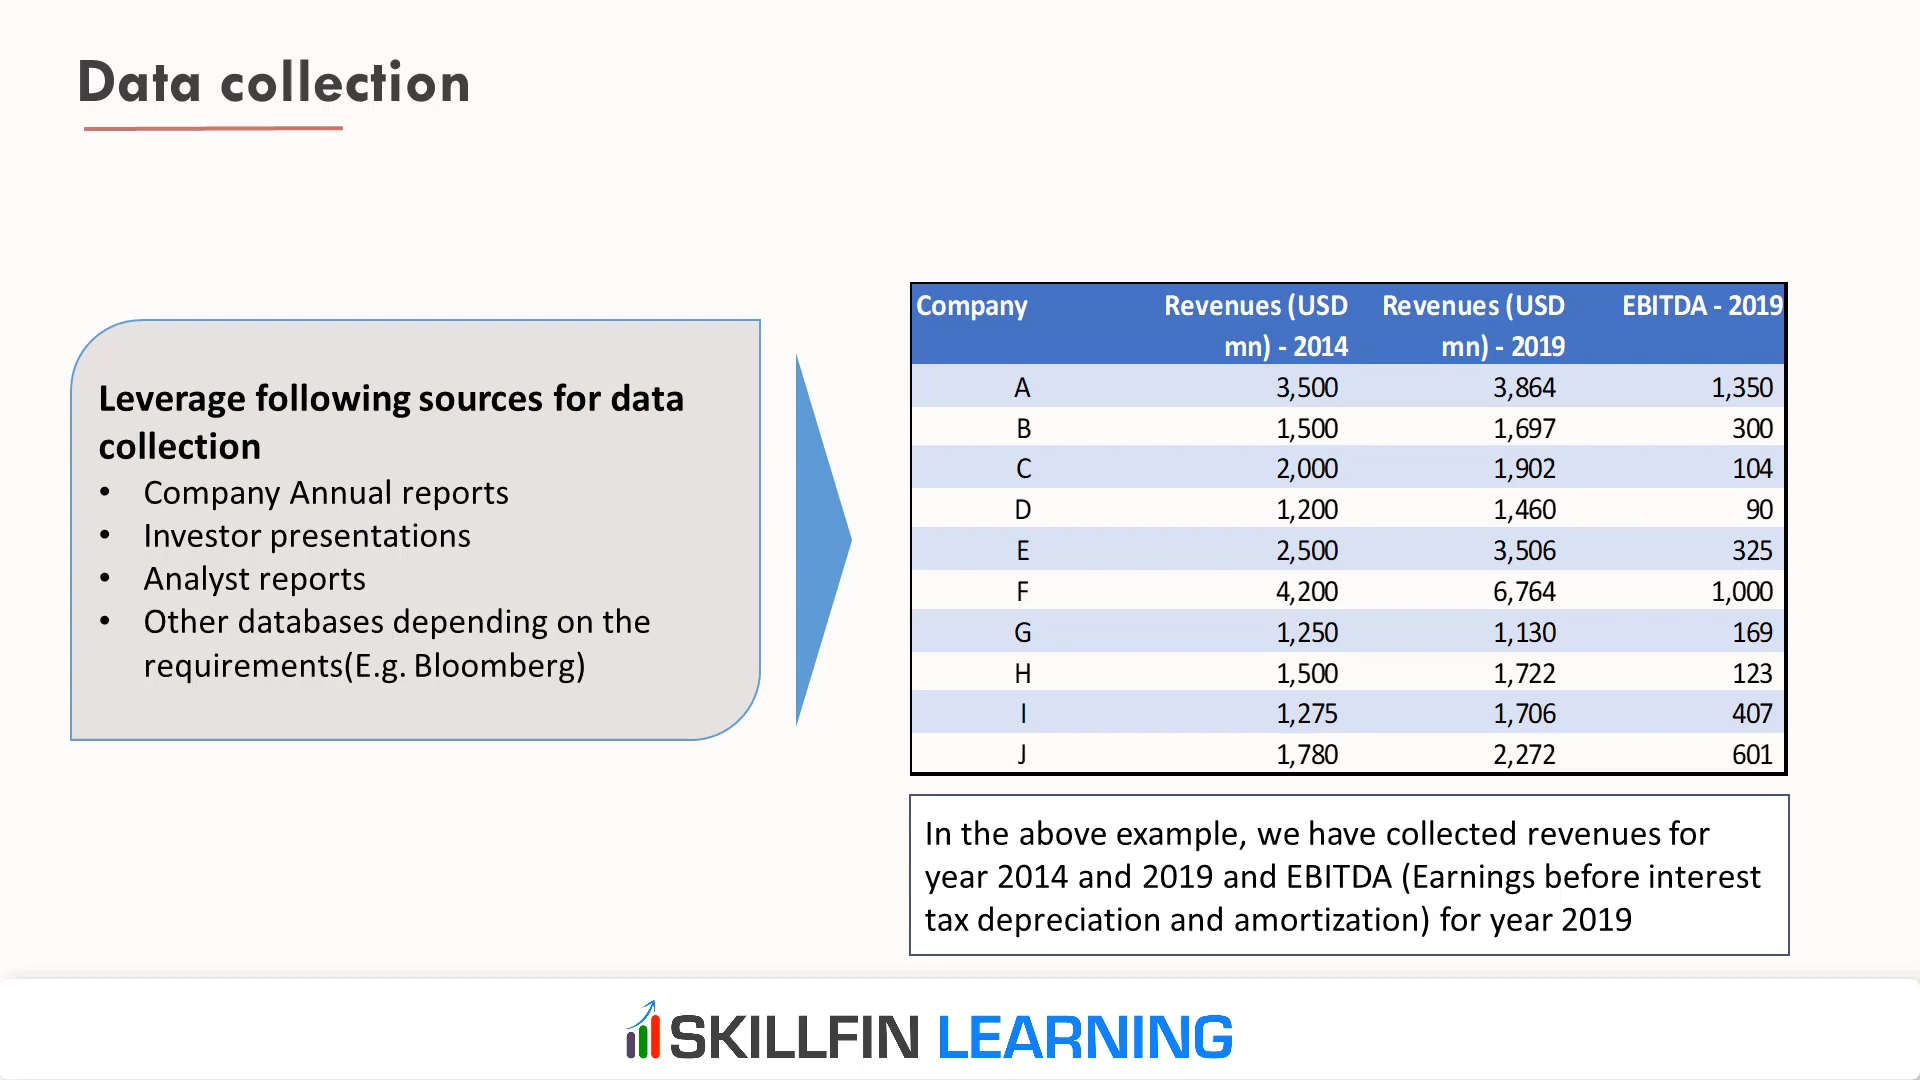 Data collection
Leverage following sources for data
collection
• Company Annual reports
• Investor presentations
• Analyst reports
• Other databases depending on the
requirements(E.g. Bloomberg)
Company Revenues (USD Revenues (USD EBITDA - 2019
mn) - 2014 mn) - 2019
A 3,500 3,864 1,350
B 1,500 1,697 300
C 2,000 1,902 104
D 1,200 1,460 90
E 2,500 3,506 325
F 4,200 6,764 1,000
G 1,250 1,130 169
H 1,500 1,722 123
I 1,275 1,706 407
J 1,780 2,272 601
In the above example, we have collected revenues for
year 2014 and 2019 and EBITDA (Earnings before interest
tax depreciation and amortization) for year 2019
SKILLFIN LEARNING